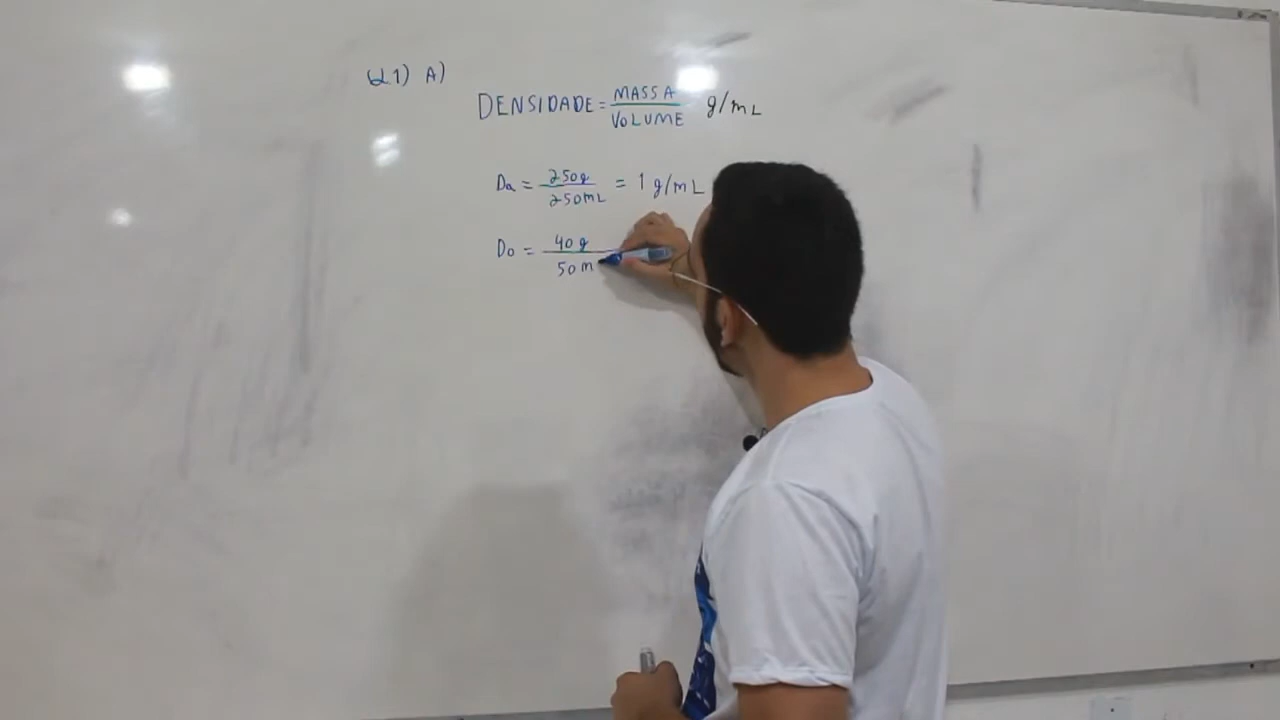 Q1) A)
DENSIDADE = MASSA / VOLUME g/mL
Da = 250g / 250mL = 1 g/mL
Do = 40g / 50m